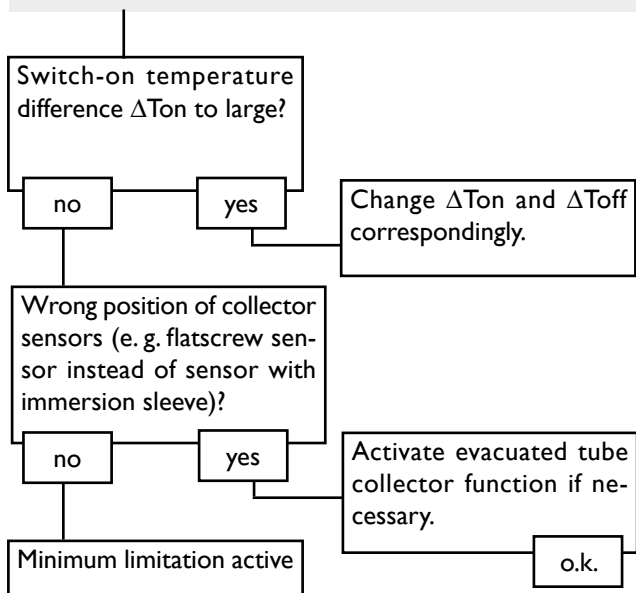 Switch-on temperature
difference ΔTon to large?
no
yes
Change ΔTon and ΔToff
correspondingly.
Wrong position of collector
sensors (e. g. flatscrew sen-
sor instead of sensor with
immersion sleeve)?
no
yes
Activate evacuated tube
collector function if ne-
cessary.
o.k.
Minimum limitation active